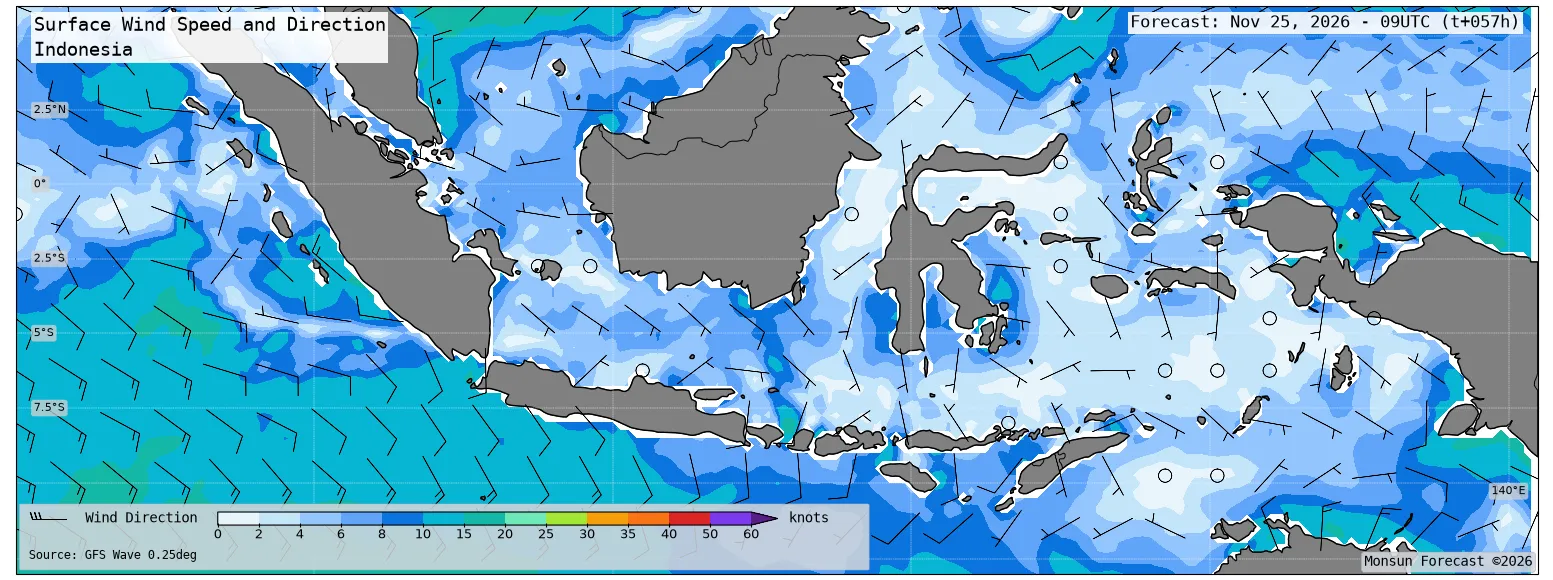 Surface Wind Speed and Direction
Indonesia
Forecast: Nov 25, 2026 - 09UTC (t+057h)
2.5°N
0°
2.5°S
5°S
7.5°S
140°E
Wind Direction
0 2 4 6 8 10 15 20 25 30 35 40 50 60
knots
Source: GFS Wave 0.25deg
Monsun Forecast ©2026